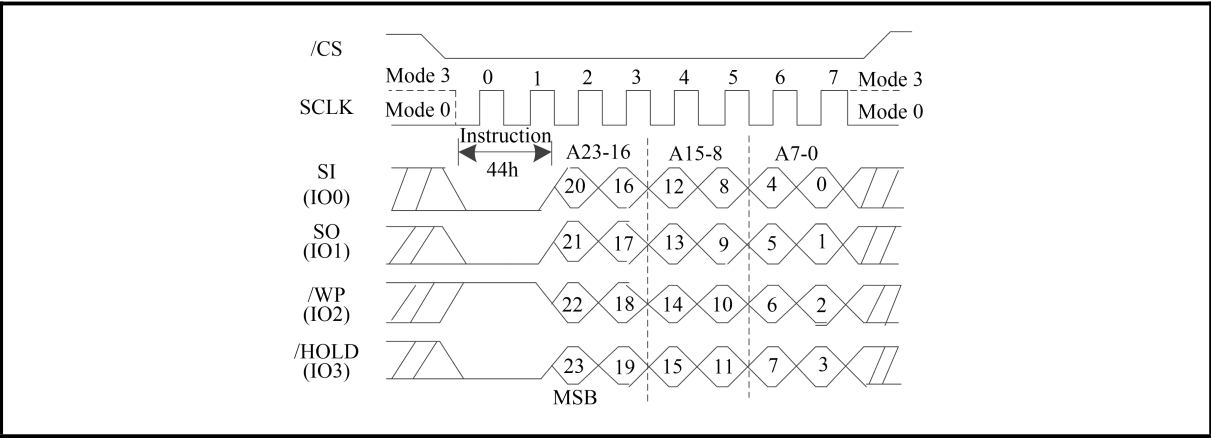 /CS
Mode 3 0 1 2 3 4 5 6 7 Mode 3
SCLK Mode 0 Mode 0
Instruction
44h
A23-16 A15-8 A7-0
SI
(IO0)
20 16 12 8 4 0
SO
(IO1)
21 17 13 9 5 1
/WP
(IO2)
22 18 14 10 6 2
/HOLD
(IO3)
23 19 15 11 7 3
MSB